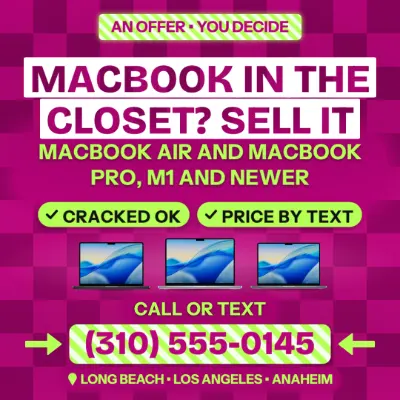 AN OFFER • YOU DECIDE
MACBOOK IN THE
CLOSET? SELL IT
MACBOOK AIR AND MACBOOK
PRO, M1 AND NEWER
CRACKED OK
PRICE BY TEXT
CALL OR TEXT
(310) 555-0145
LONG BEACH • LOS ANGELES • ANAHEIM